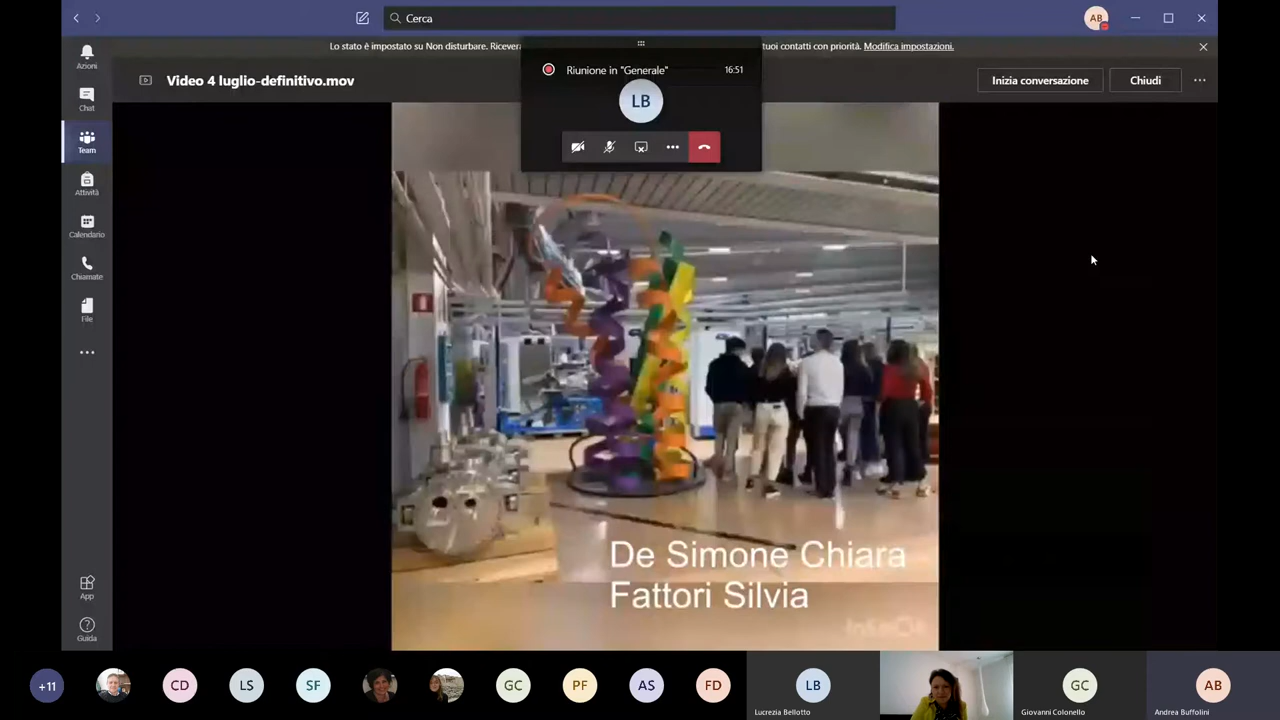 Cerca
AB
Lo stato è impostato su Non disturbare. Ricevera
tuoi contatti con priorità. Modifica impostazioni.
Azioni
Chat
Team
Attività
Calendario
Chiamate
File
App
Guida
Video 4 luglio-definitivo.mov
Inizia conversazione
Chiudi
Riunione in "Generale"
16:51
LB
De Simone Chiara
Fattori Silvia
+11
CD
LS
SF
GC
PF
AS
FD
LB
Lucrezia Bellotto
GC
Giovanni Colonello
AB
Andrea Buffolini